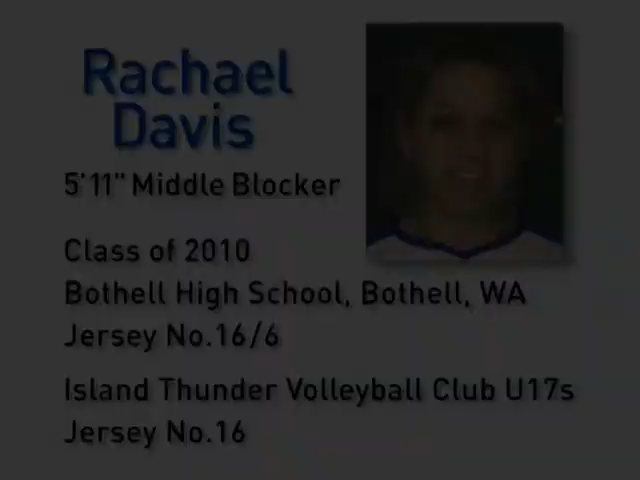 Rachael
Davis
5'11" Middle Blocker
Class of 2010
Bothell High School, Bothell, WA
Jersey No.16/6
Island Thunder Volleyball Club U17s
Jersey No.16